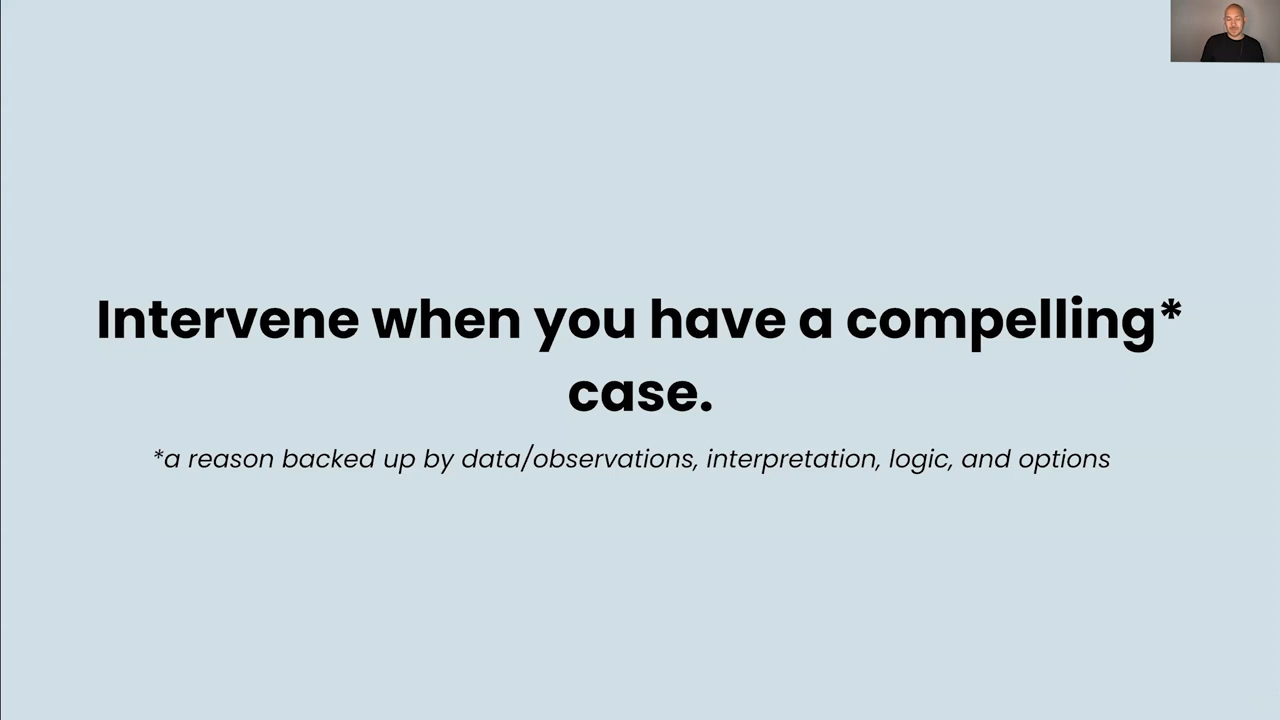 Intervene when you have a compelling*
case.
*a reason backed up by data/observations, interpretation, logic, and options